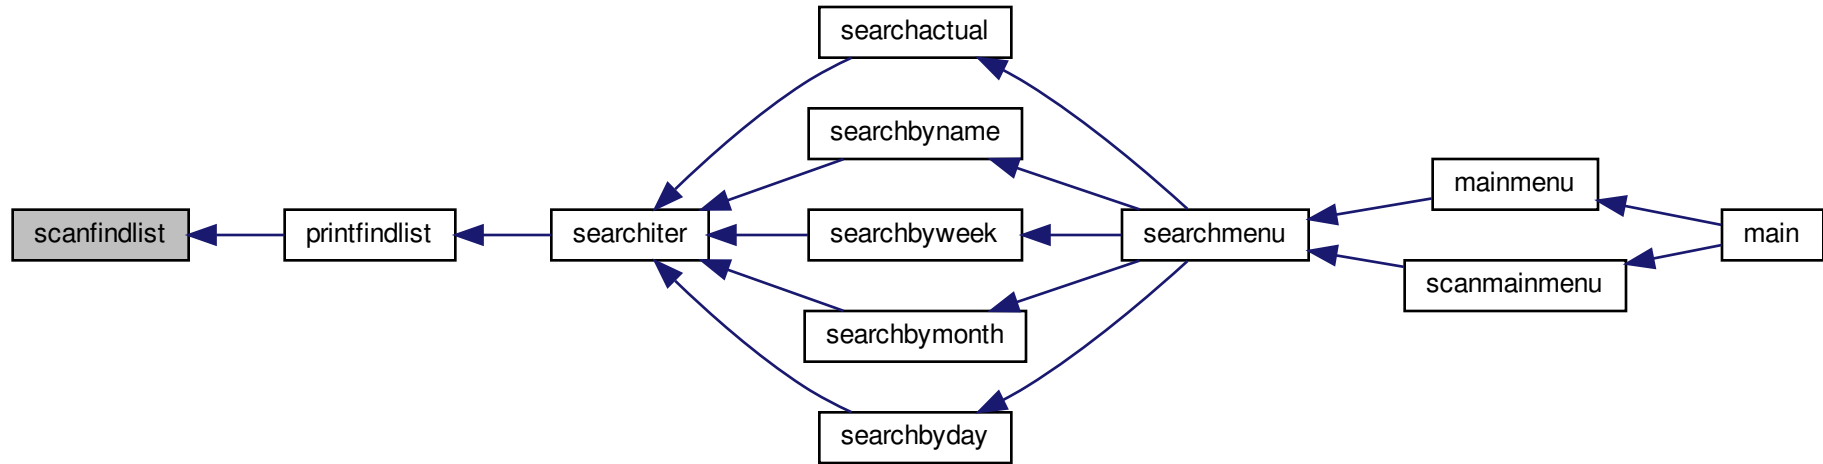 scanfindlist
printfindlist
searchiter
searchactual
searchbyname
searchbyweek
searchbymonth
searchbyday
searchmenu
mainmenu
scanmainmenu
main